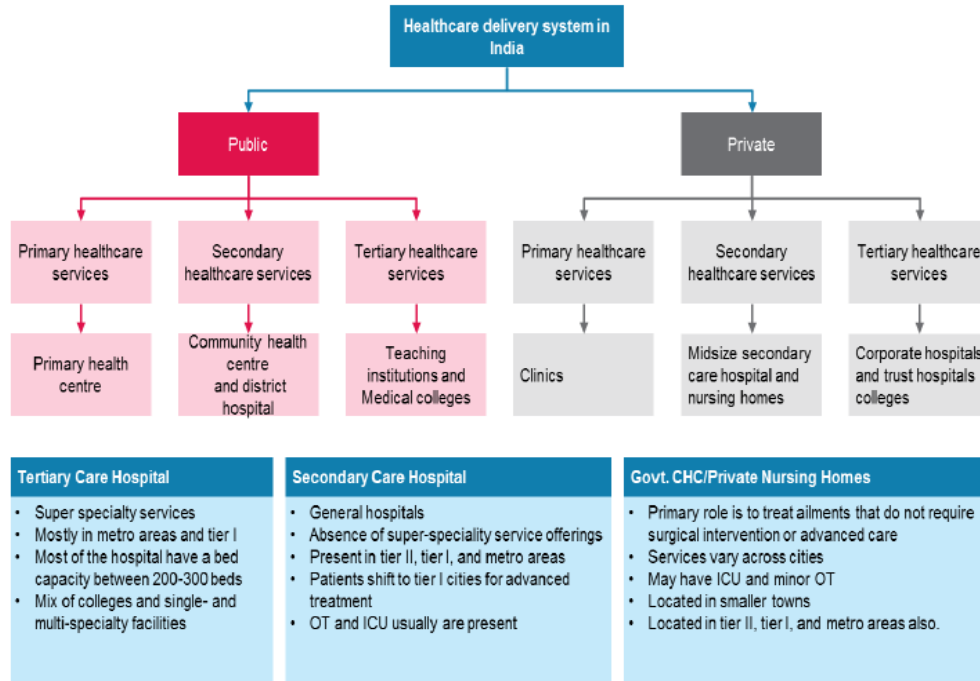 Healthcare delivery system in
India
Public
Private
Primary healthcare
services
Secondary
healthcare services
Tertiary healthcare
services
Primary healthcare
services
Secondary
healthcare services
Tertiary healthcare
services
Primary health
centre
Community health
centre
and district
hospital
Teaching
institutions and
Medical colleges
Clinics
Midsize secondary
care hospital and
nursing homes
Corporate hospitals
and trust hospitals
colleges
Tertiary Care Hospital
• Super specialty services
• Mostly in metro areas and tier I
• Most of the hospital have a bed
capacity between 200-300 beds
• Mix of colleges and single- and
multi-specialty facilities
Secondary Care Hospital
• General hospitals
• Absence of super-speciality service offerings
• Present in tier II, tier I, and metro areas
• Patients shift to tier I cities for advanced
treatment
• OT and ICU usually are present
Govt. CHC/Private Nursing Homes
• Primary role is to treat ailments that do not require
surgical intervention or advanced care
• Services vary across cities
• May have ICU and minor OT
• Located in smaller towns
• Located in tier II, tier I, and metro areas also.